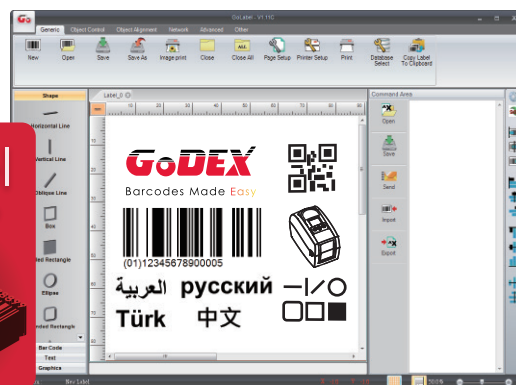 Go
GoLabel - V1.11C
Generic Object Control Object Alignment Network Advanced Other
New Open Save Save As Image print Close Close All Page Setup Printer Setup Print Database Select Copy Label To Clipboard
ALL
Shape
Label_0
Command Area
Horizontal Line
Vertical Line
Oblique Line
Box
Rectangle
Ellipse
Rectangle
Bar Code
Text
Graphics
GODEX
Barcodes Made Easy
(01)12345678900005
العربية русский
Türk 中文
Open
Save
Send
Import
Export
New Label